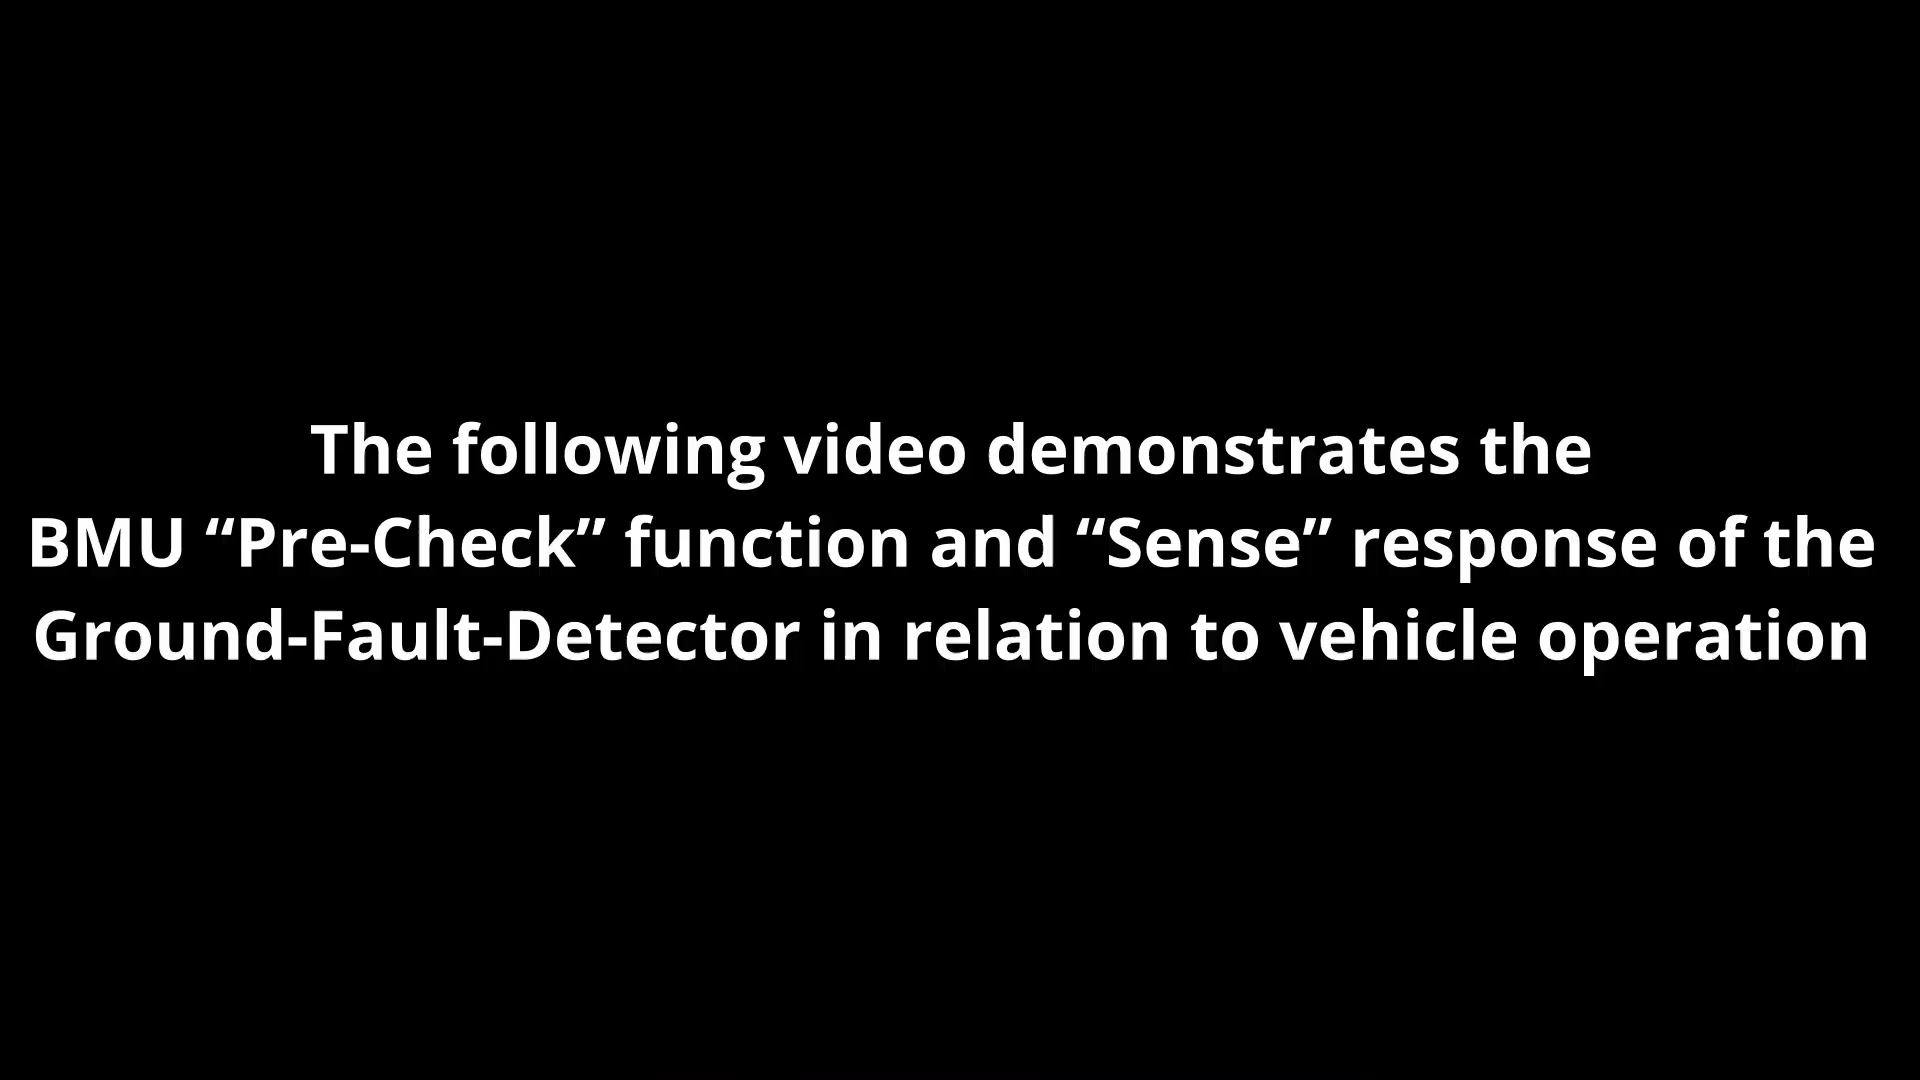 The following video demonstrates the
BMU “Pre-Check” function and “Sense” response of the
Ground-Fault-Detector in relation to vehicle operation